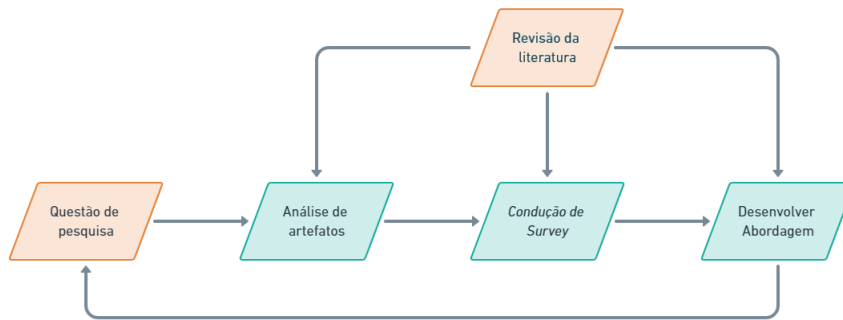 Revisão da
literatura
Questão de
pesquisa
Análise de
artefatos
Condução de
Survey
Desenvolver
Abordagem